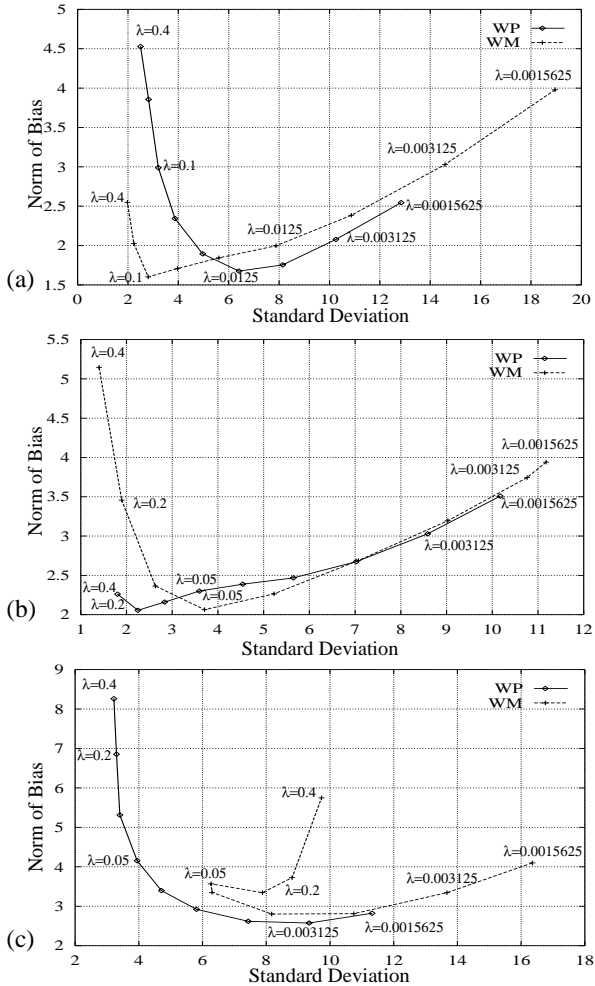 5
4.5
4
3.5
3
2.5
2
1.5
Norm of Bias
λ=0.4
WP
WM
λ=0.0015625
λ=0.003125
λ=0.1
λ=0.4
λ=0.0125
λ=0.0015625
λ=0.003125
λ=0.1
λ=0.0125
(a)
0 2 4 6 8 10 12 14 16 18 20
Standard Deviation
5.5
5
4.5
4
3.5
3
2.5
2
Norm of Bias
λ=0.4
WP
WM
λ=0.0015625
λ=0.003125
λ=0.2
λ=0.0015625
λ=0.003125
λ=0.4
λ=0.05
λ=0.2
λ=0.05
(b)
1 2 3 4 5 6 7 8 9 10 11 12
Standard Deviation
9
8
7
6
5
4
3
2
Norm of Bias
λ=0.4
WP
WM
λ=0.2
λ=0.4
λ=0.05
λ=0.0015625
λ=0.05
λ=0.2
λ=0.003125
λ=0.003125
λ=0.0015625
(c)
2 4 6 8 10 12 14 16 18
Standard Deviation